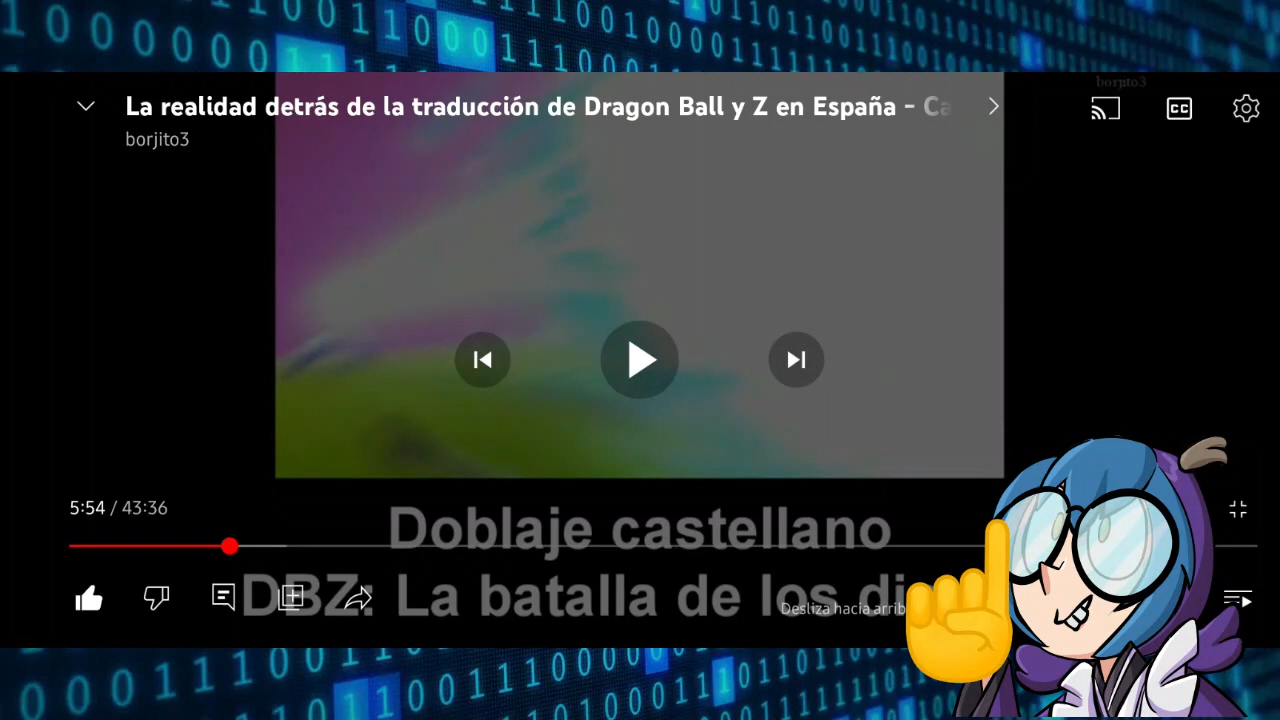 borjito3
La realidad detrás de la traducción de Dragon Ball y Z en España - Ca
CC
borjito3
5:54 / 43:36
Doblaje castellano
DBZ: La batalla de los di
Desliza hacia arrib